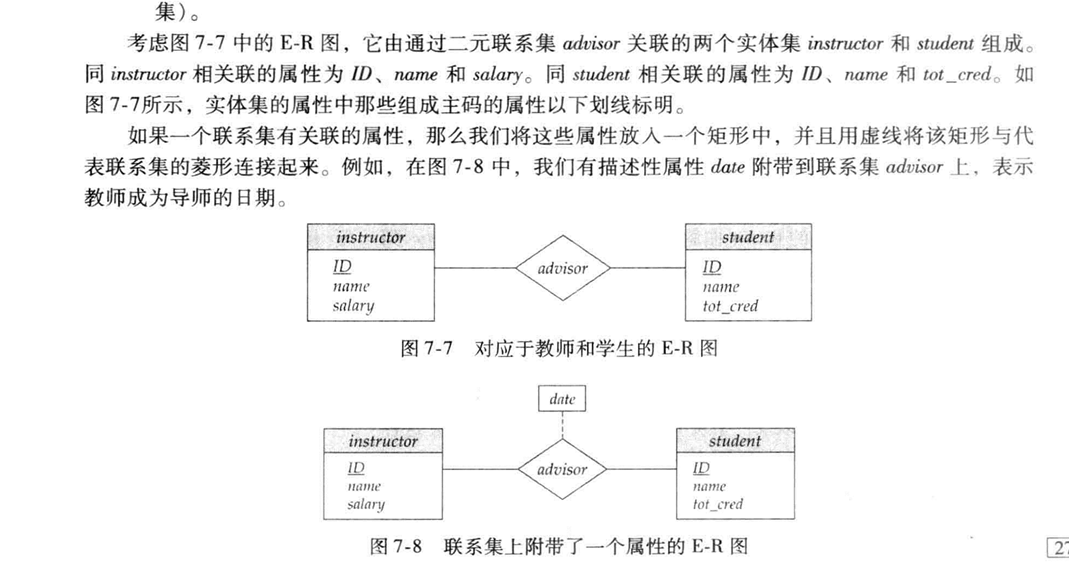 集）。
考虑图 7-7 中的 E-R 图，它由通过二元联系集 advisor 关联的两个实体集 instructor 和 student 组成。
同 instructor 相关联的属性为 ID、name 和 salary。同 student 相关联的属性为 ID、name 和 tot_cred。如
图 7-7所示，实体集的属性中那些组成主码的属性以下划线标明。
如果一个联系集有关联的属性，那么我们将这些属性放入一个矩形中，并且用虚线将该矩形与代
表联系集的菱形连接起来。例如，在图 7-8 中，我们有描述性属性 date 附带到联系集 advisor 上，表示
教师成为导师的日期。
instructor
ID
name
salary
advisor
student
ID
name
tot_cred
图 7-7 对应于教师和学生的 E-R 图
date
instructor
ID
name
salary
advisor
student
ID
name
tot_cred
图 7-8 联系集上附带了一个属性的 E-R 图